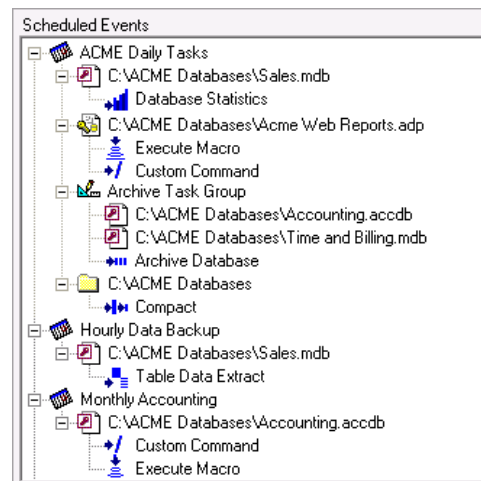 Scheduled Events
ACME Daily Tasks
C:\ACME Databases\Sales.mdb
Database Statistics
C:\ACME Databases\Acme Web Reports.adp
Execute Macro
Custom Command
Archive Task Group
C:\ACME Databases\Accounting.accdb
C:\ACME Databases\Time and Billing.mdb
Archive Database
C:\ACME Databases
Compact
Hourly Data Backup
C:\ACME Databases\Sales.mdb
Table Data Extract
Monthly Accounting
C:\ACME Databases\Accounting.accdb
Custom Command
Execute Macro